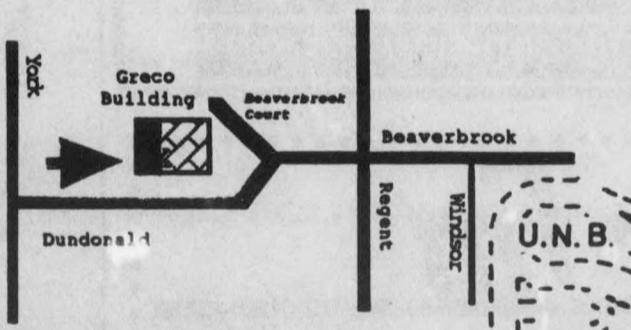 York
Greco
Building
Beaverbrook
Court
Beaverbrook
Regent
Windsor
U.N.B.
Dundonald